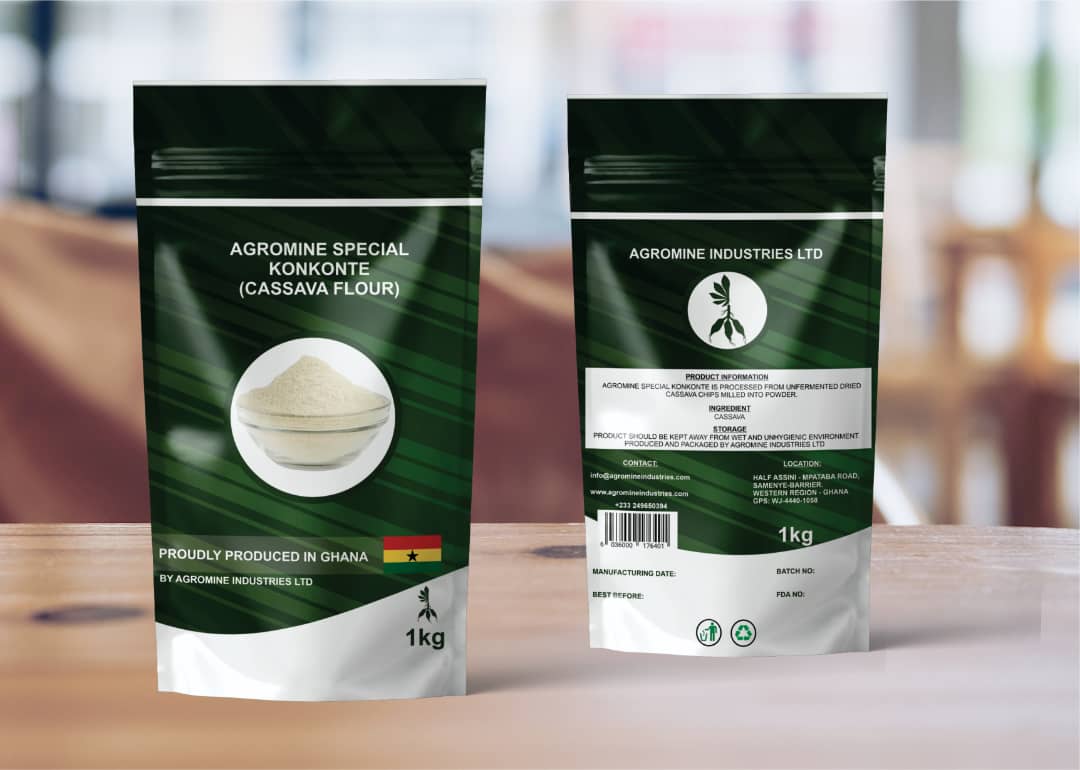 AGROMINE SPECIAL
KONKONTE
(CASSAVA FLOUR)
PROUDLY PRODUCED IN GHANA
BY AGROMINE INDUSTRIES LTD
1kg
AGROMINE INDUSTRIES LTD
PRODUCT INFORMATION
AGROMINE SPECIAL KONKONTE IS PROCESSED FROM UNFERMENTED DRIED
CASSAVA CHIPS MILLED INTO POWDER.
INGREDIENT
CASSAVA
STORAGE
PRODUCT SHOULD BE KEPT AWAY FROM WET AND UNHYGIENIC ENVIRONMENT
PRODUCED AND PACKAGED BY AGROMINE INDUSTRIES LTD
CONTACT:
info@agromineindustries.com
www.agromineindustries.com
+233 249650394
LOCATION:
HALF ASSINI - MPATABA ROAD,
SAMENYE-BARRIER.
WESTERN REGION - GHANA
GPS: WJ-4440-1058
6 036000 176401
1kg
MANUFACTURING DATE:
BATCH NO:
BEST BEFORE:
FDA NO: